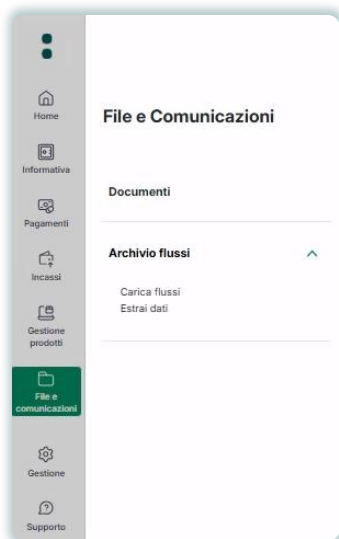 Home
Informativa
Pagamenti
Incassi
Gestione
prodotti
File e
comunicazioni
Gestione
Supporto
File e Comunicazioni
Documenti
Archivio flussi
Carica flussi
Estrai dati